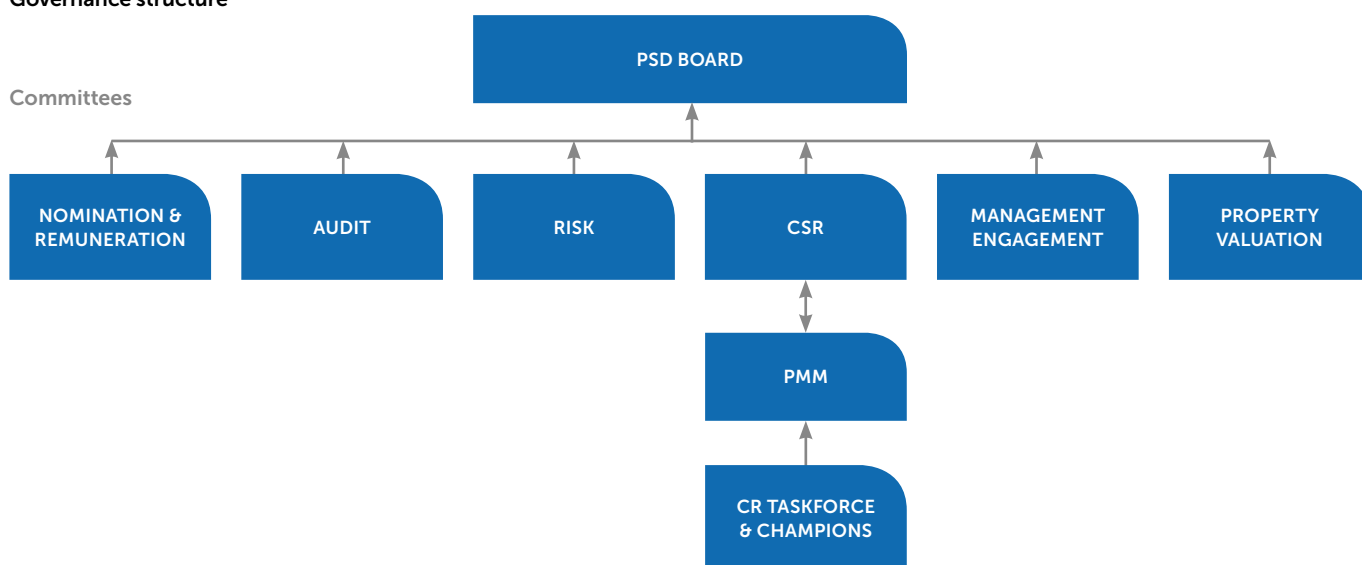 Governance structure
PSD BOARD
Committees
NOMINATION &
REMUNERATION
AUDIT
RISK
CSR
MANAGEMENT
ENGAGEMENT
PROPERTY
VALUATION
PMM
CR TASKFORCE
& CHAMPIONS